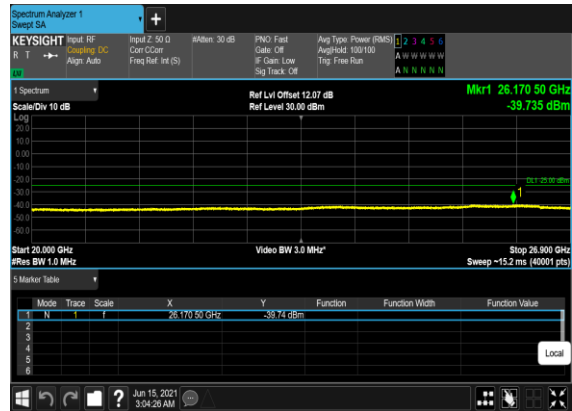 Spectrum Analyzer 1
Swept SA
+
KEYSIGHT Input: RF Input Z: 50 Ω #Atten: 30 dB PNO: Fast Avg Type: Power (RMS) 1 2 3 4 5 6
R T Coupling: DC Corr CCorr Gate: Off Avg|Hold: 100/100 A W W W W W
Align: Auto Freq Ref: Int (S) IF Gain: Low Trig: Free Run
Sig Track: Off A N N N N N
1 Spectrum Ref Lvl Offset 12.07 dB Mkr1 26.170 50 GHz
Scale/Div 10 dB Ref Level 30.00 dBm -39.735 dBm
Log
20.0
10.0
0.00
-10.0
-20.0
DL1 -25.00 dBm
-30.0
1
-40.0
-50.0
-60.0
Start 20.000 GHz Video BW 3.0 MHz* Stop 26.900 GHz
#Res BW 1.0 MHz Sweep ~15.2 ms (40001 pts)
5 Marker Table
Mode Trace Scale X Y Function Function Width Function Value
1 N 1 f 26.170 50 GHz -39.74 dBm
2
3
4
5
6
Local
? Jun 15, 2021
3:04:26 AM